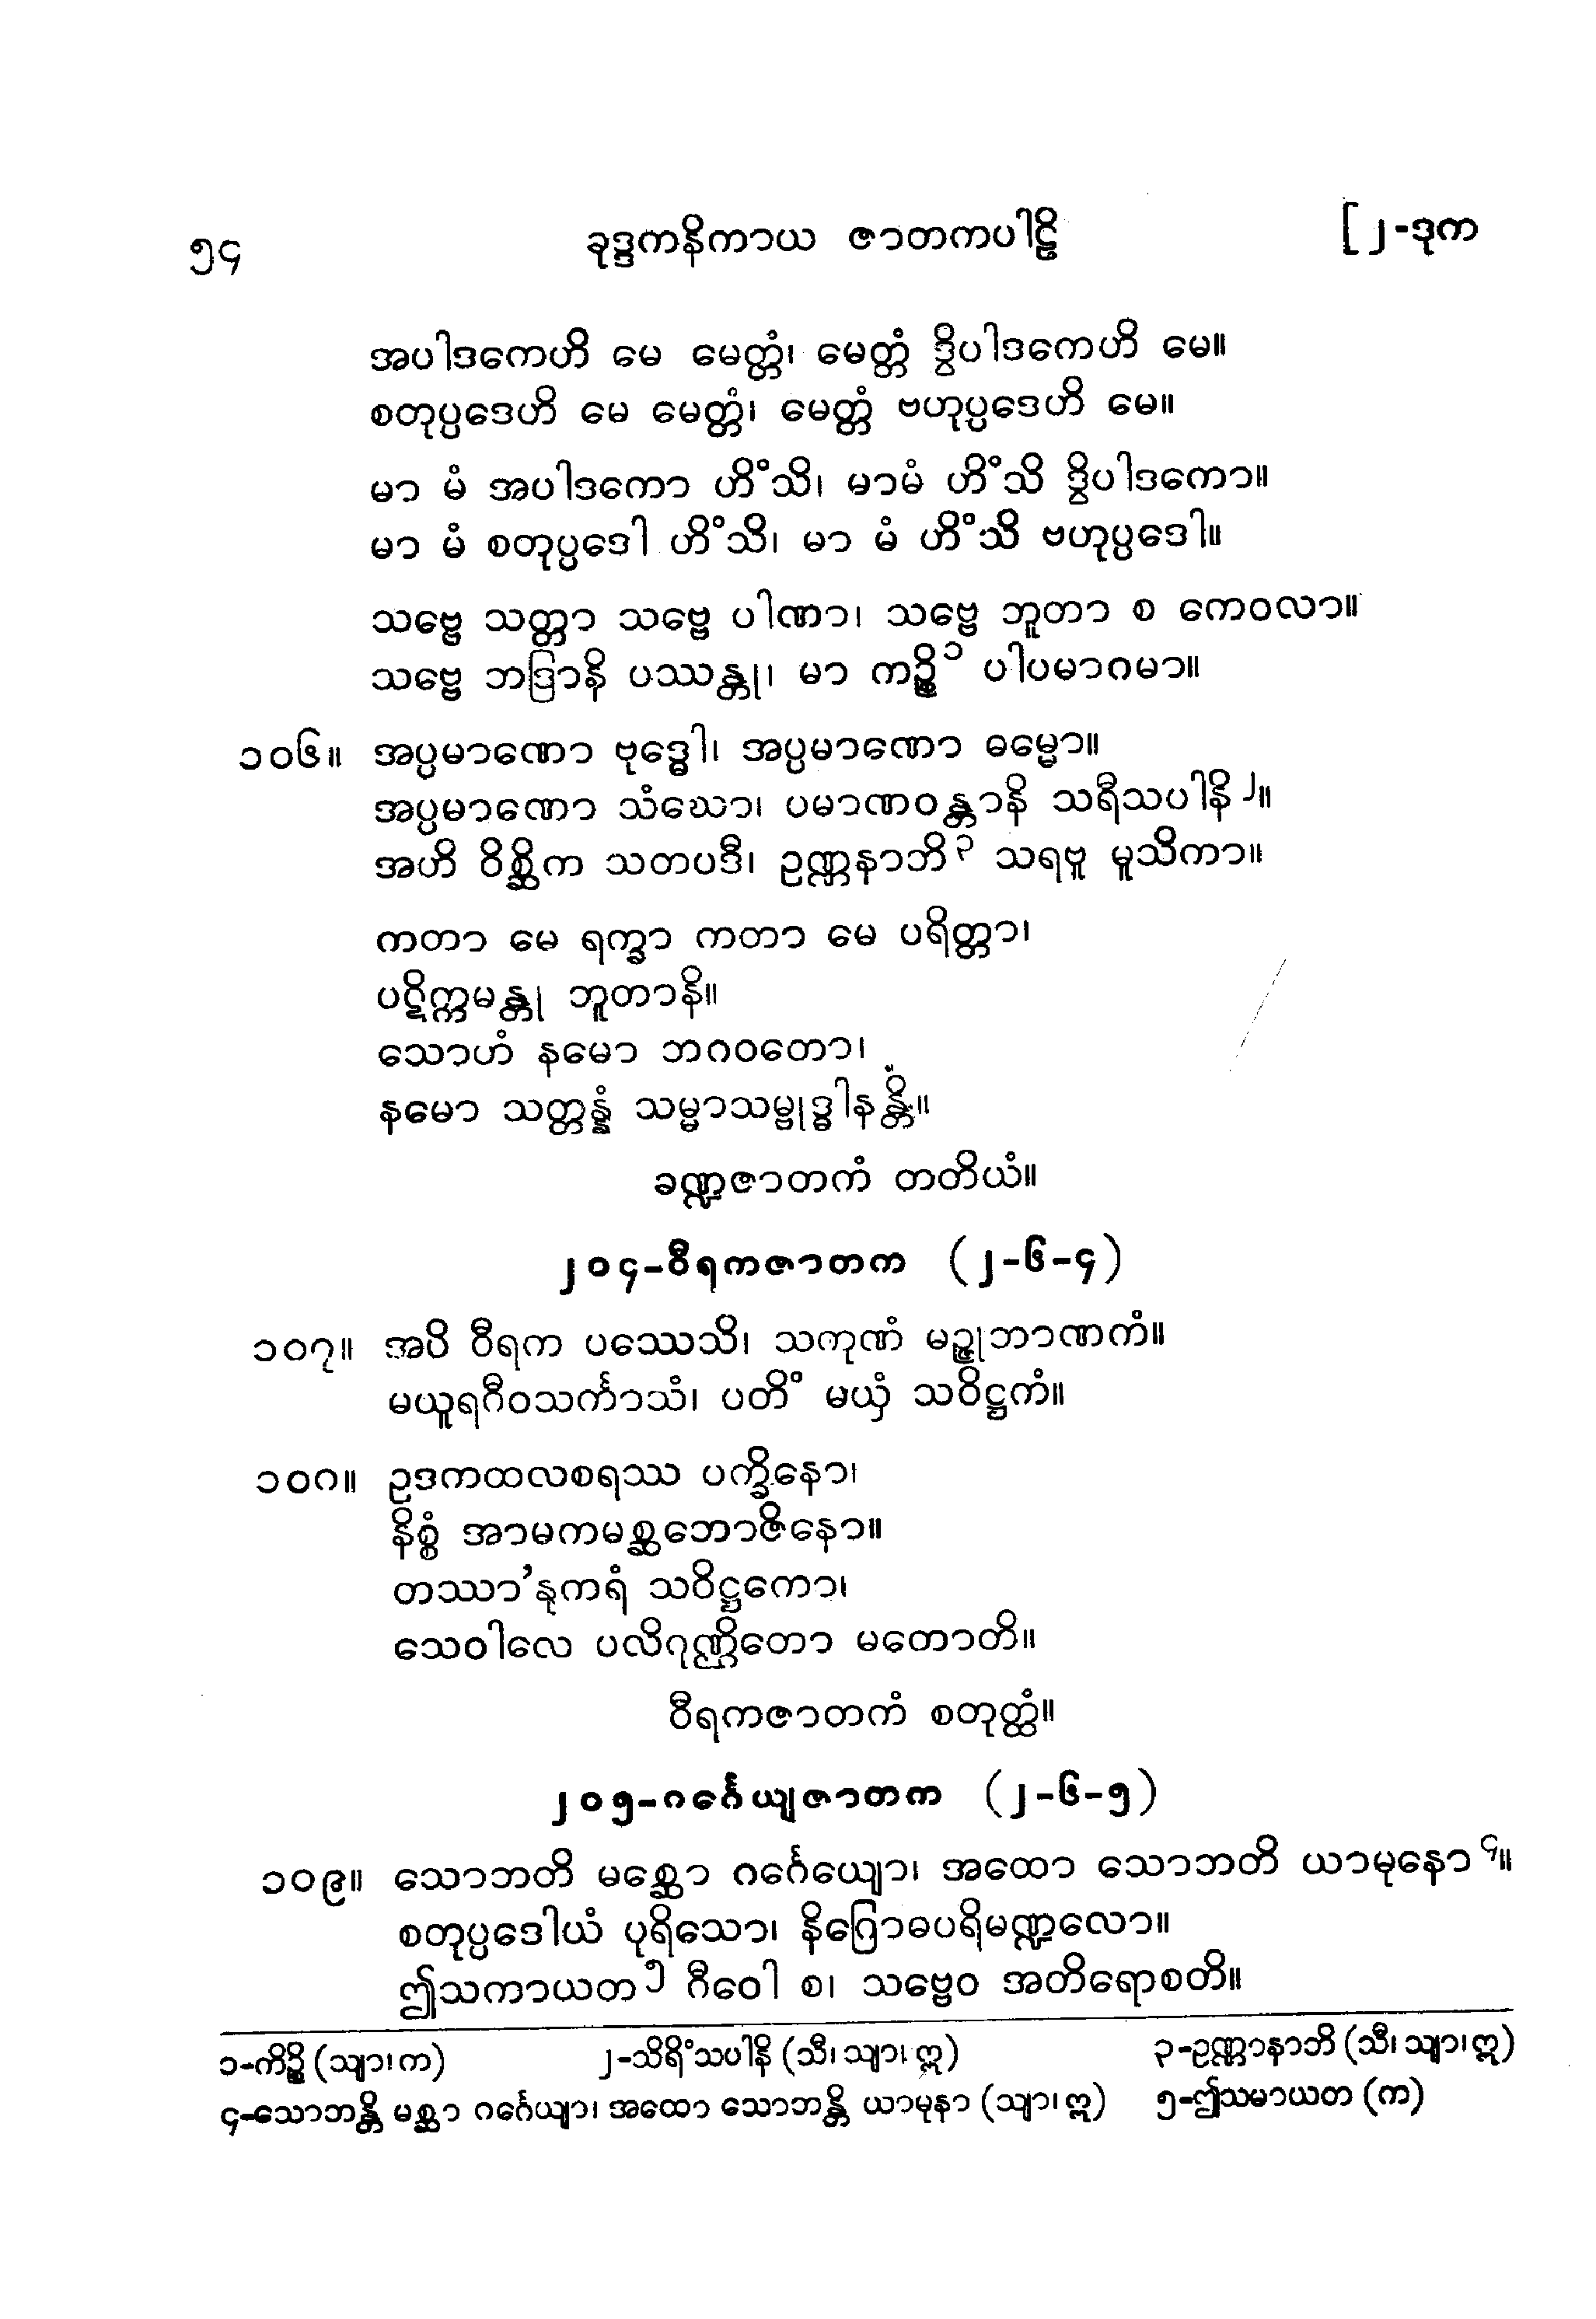 ၅၄ ခုဒ္ဒကနိကာယ ဇာတကပါဠိ [၂-ဒုက
အပါဒကေဟိ မေ မေတ္တံ၊ မေတ္တံ ဒွိပါဒကေဟိ မေ။
စတုပ္ပဒေဟိ မေ မေတ္တံ၊ မေတ္တံ ဗဟုပ္ပဒေဟိ မေ။
မာ မံ အပါဒကော ဟိံသိ၊ မာမံ ဟိံသိ ဒွိပါဒကော။
မာ မံ စတုပ္ပဒေါ ဟိံသိ၊ မာ မံ ဟိံသိ ဗဟုပ္ပဒေါ။
သဗ္ဗေ သတ္တာ သဗ္ဗေ ပါဏာ၊ သဗ္ဗေ ဘူတာ စ ကေဝလာ။
သဗ္ဗေ ဘဒြာနိ ပဿန္တု၊ မာ ကဉ္စိ၁ ပါပမာဂမာ။
၁၀၆။ အပ္ပမာဏော ဗုဒ္ဓေါ၊ အပ္ပမာဏော ဓမ္မော။
အပ္ပမာဏော သံဃော၊ ပမာဏဝန္တာနိ သရီသပါနိ၂။
အဟိ ဝိစ္ဆိက သတပဒီ၊ ဥဏ္ဏနာဘိ၃ သရဗူ မူသိကာ။
ကတာ မေ ရက္ခာ ကတာ မေ ပရိတ္တာ၊
ပဋိက္ကမန္တု ဘူတာနိ။
သောဟံ နမော ဘဂဝတော၊
နမော သတ္တန္နံ သမ္မာသမ္ဗုဒ္ဓါနန္တိ။
ခဏ္ဍဇာတကံ တတိယံ။
၂၀၄-ဝီရကဇာတက (၂-၆-၄)
၁၀၇။ အပိ ဝီရက ပဿေသိ၊ သကုဏံ မဉ္ဇုဘာဏကံ။
မယူရဂီဝသင်္ကာသံ၊ ပတိံ မယှံ သဝိဋ္ဌကံ။
၁၀၈။ ဥဒကထလစရဿ ပက္ခိနော၊
နိစ္စံ အာမကမစ္ဆဘောဇိနော။
တဿာ’နုကရံ သဝိဋ္ဌကော၊
သေဝါလေ ပလိဂုဏ္ဌိတော မတောတိ။
ဝီရကဇာတကံ စတုတ္ထံ။
၂၀၅-ဂင်္ဂေယျဇာတက (၂-၆-၅)
၁၀၉။ သောဘတိ မစ္ဆော ဂင်္ဂေယျော၊ အထော သောဘတိ ယာမုနော၄။
စတုပ္ပဒေါယံ ပုရိသော၊ နိဂြောဓပရိမဏ္ဍလော။
ဤသကာယတ၅ ဂီဝေါ စ၊ သဗ္ဗေဝ အတိရောစတိ။
၁-ကိဉ္စိ (သျာ၊က) ၂-သိရိံသပါနိ (သီ၊ သျာ၊ ဣ) ၃-ဥဏ္ဏာနာဘိ (သီ၊ သျာ၊ဣ)
၄-သောဘန္တိ မစ္ဆာ ဂင်္ဂေယျာ၊ အထော သောဘန္တိ ယာမုနာ (သျာ၊ ဣ) ၅-ဤသမာယတ (က)